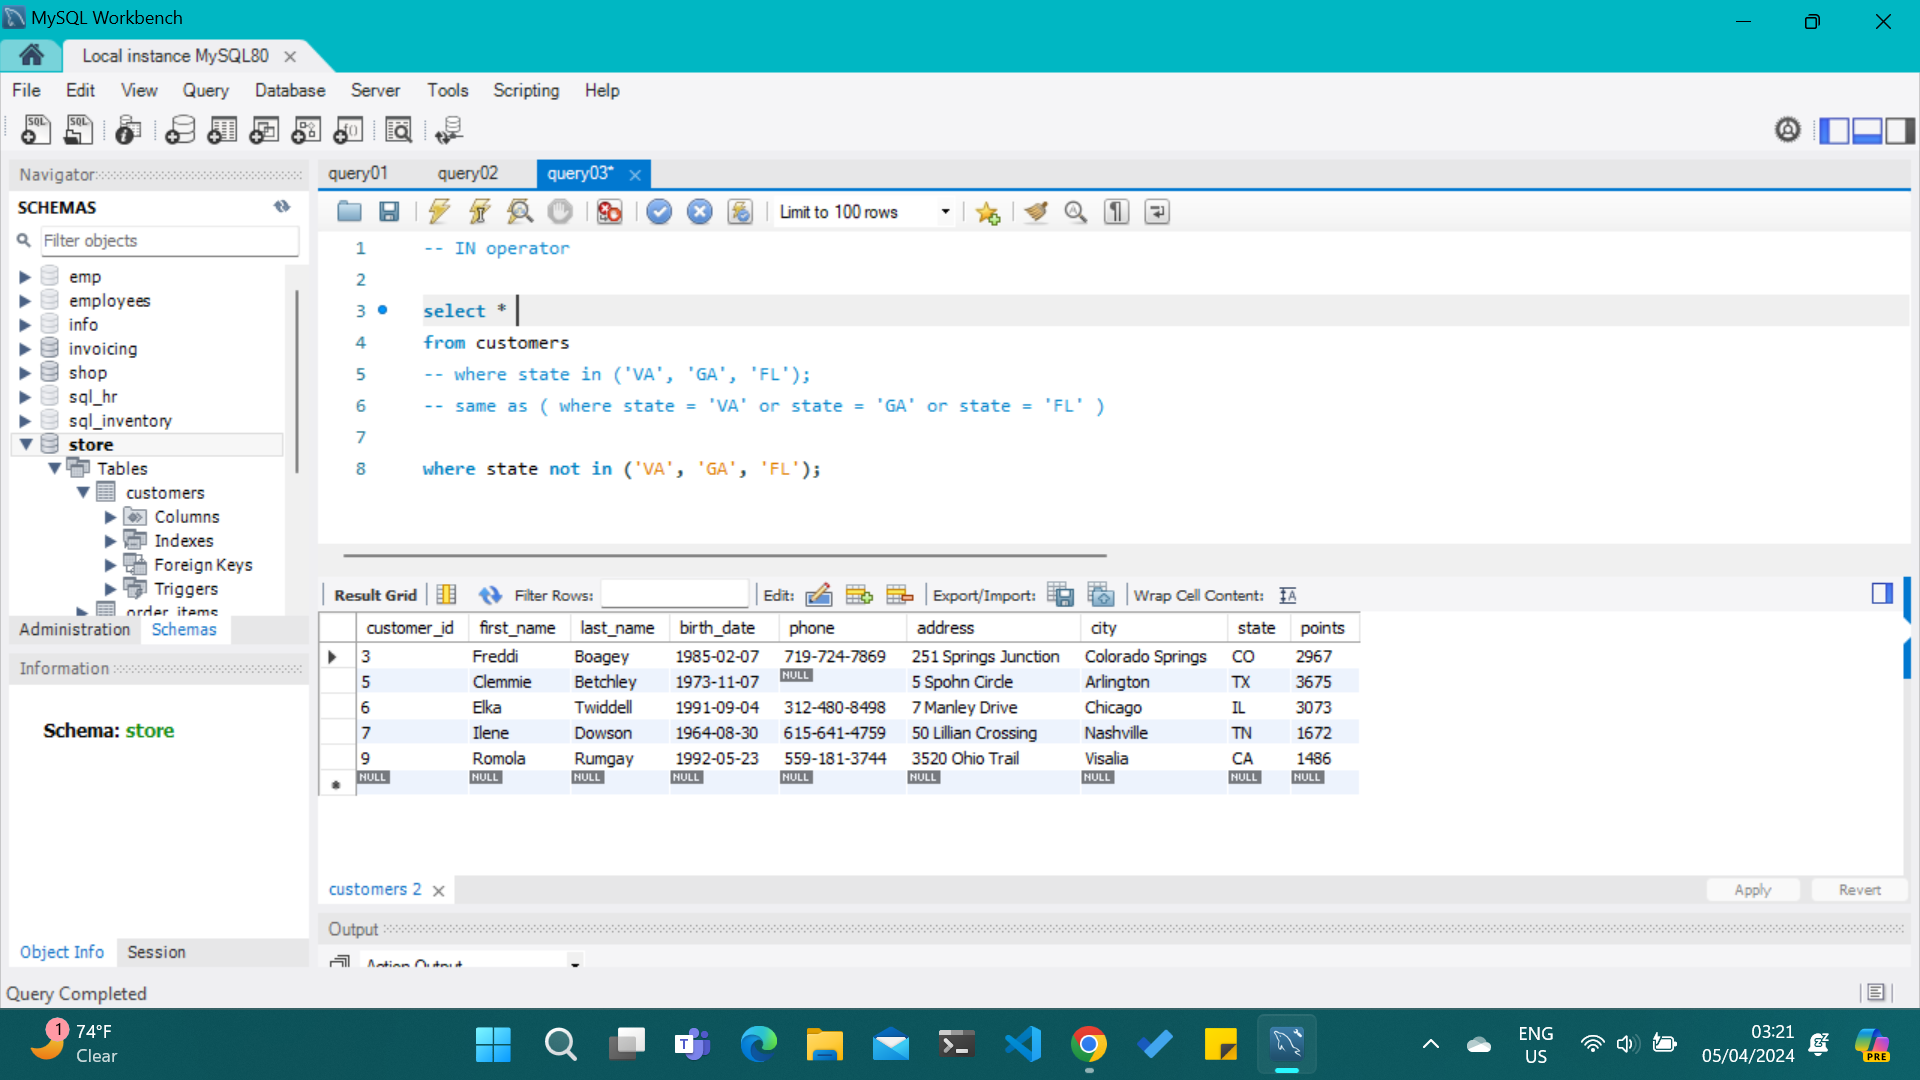 MySQL Workbench
Local instance MySQL80
File Edit View Query Database Server Tools Scripting Help
Navigator
SCHEMAS
Filter objects
emp
employees
info
invoicing
shop
sql_hr
sql_inventory
store
Tables
customers
Columns
Indexes
Foreign Keys
Triggers
order_items
Administration Schemas
Information
Schema: store
Object Info Session
query01 query02 query03*
Limit to 100 rows
1 -- IN operator
2
3 select *
4 from customers
5 -- where state in ('VA', 'GA', 'FL');
6 -- same as ( where state = 'VA' or state = 'GA' or state = 'FL' )
7
8 where state not in ('VA', 'GA', 'FL');
Result Grid Filter Rows: Edit: Export/Import: Wrap Cell Content:
customer_id first_name last_name birth_date phone address city state points
3 Freddi Boagey 1985-02-07 719-724-7869 251 Springs Junction Colorado Springs CO 2967
5 Clemmie Betchley 1973-11-07 NULL 5 Spohn Circle Arlington TX 3675
6 Elka Twiddell 1991-09-04 312-480-8498 7 Manley Drive Chicago IL 3073
7 Ilene Dowson 1964-08-30 615-641-4759 50 Lillian Crossing Nashville TN 1672
9 Romola Rumgay 1992-05-23 559-181-3744 3520 Ohio Trail Visalia CA 1486
NULL NULL NULL NULL NULL NULL NULL NULL NULL
customers 2
Apply Revert
Output
Action Output
Query Completed
1
74°F
Clear
ENG
US
03:21
05/04/2024
PRE